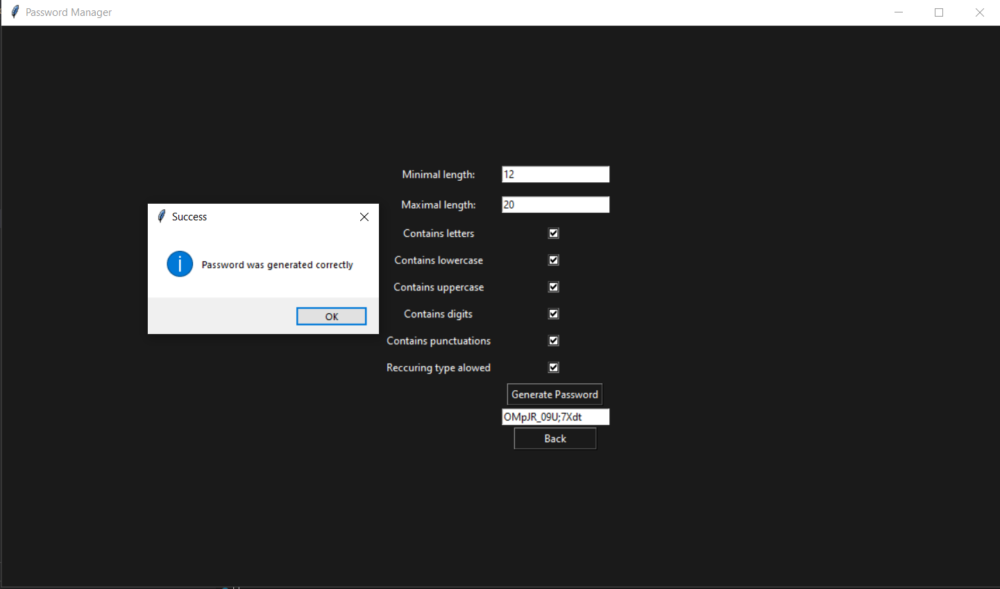 Password Manager
Minimal length: 12
Maximal length: 20
Success
Contains letters
Contains lowercase
Password was generated correctly
Contains uppercase
OK
Contains digits
Contains punctuations
Reccuring type alowed
Generate Password
OMpJR_09U;7Xdt
Back